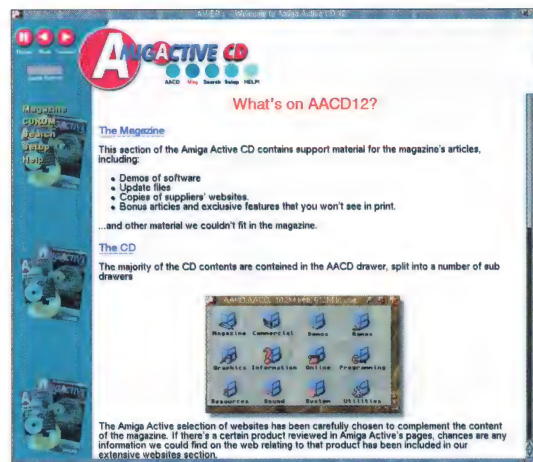 Welcome to Amiga Active CD 12
AMIGACTIVE CD
AACD Mag Search Setup HELP!
Magazine
CDROM
Search
Setup
Help
What's on AACD12?
The Magazine
This section of the Amiga Active CD contains support material for the magazine's articles,
including:
Demos of software
Update files
Copies of suppliers' websites.
Bonus articles and exclusive features that you won't see in print.
...and other material we couldn't fit in the magazine.
The CD
The majority of the CD contents are contained in the AACD drawer, split into a number of sub
drawers
Magazine Commercial Demos Games
Graphics Information Online Programming
Resources Sound System Utilities
The Amiga Active selection of websites has been carefully chosen to complement the content
of the magazine. If there's a certain product reviewed in Amiga Active's pages, chances are any
information we could find on the web relating to that product has been included in our
extensive websites section.